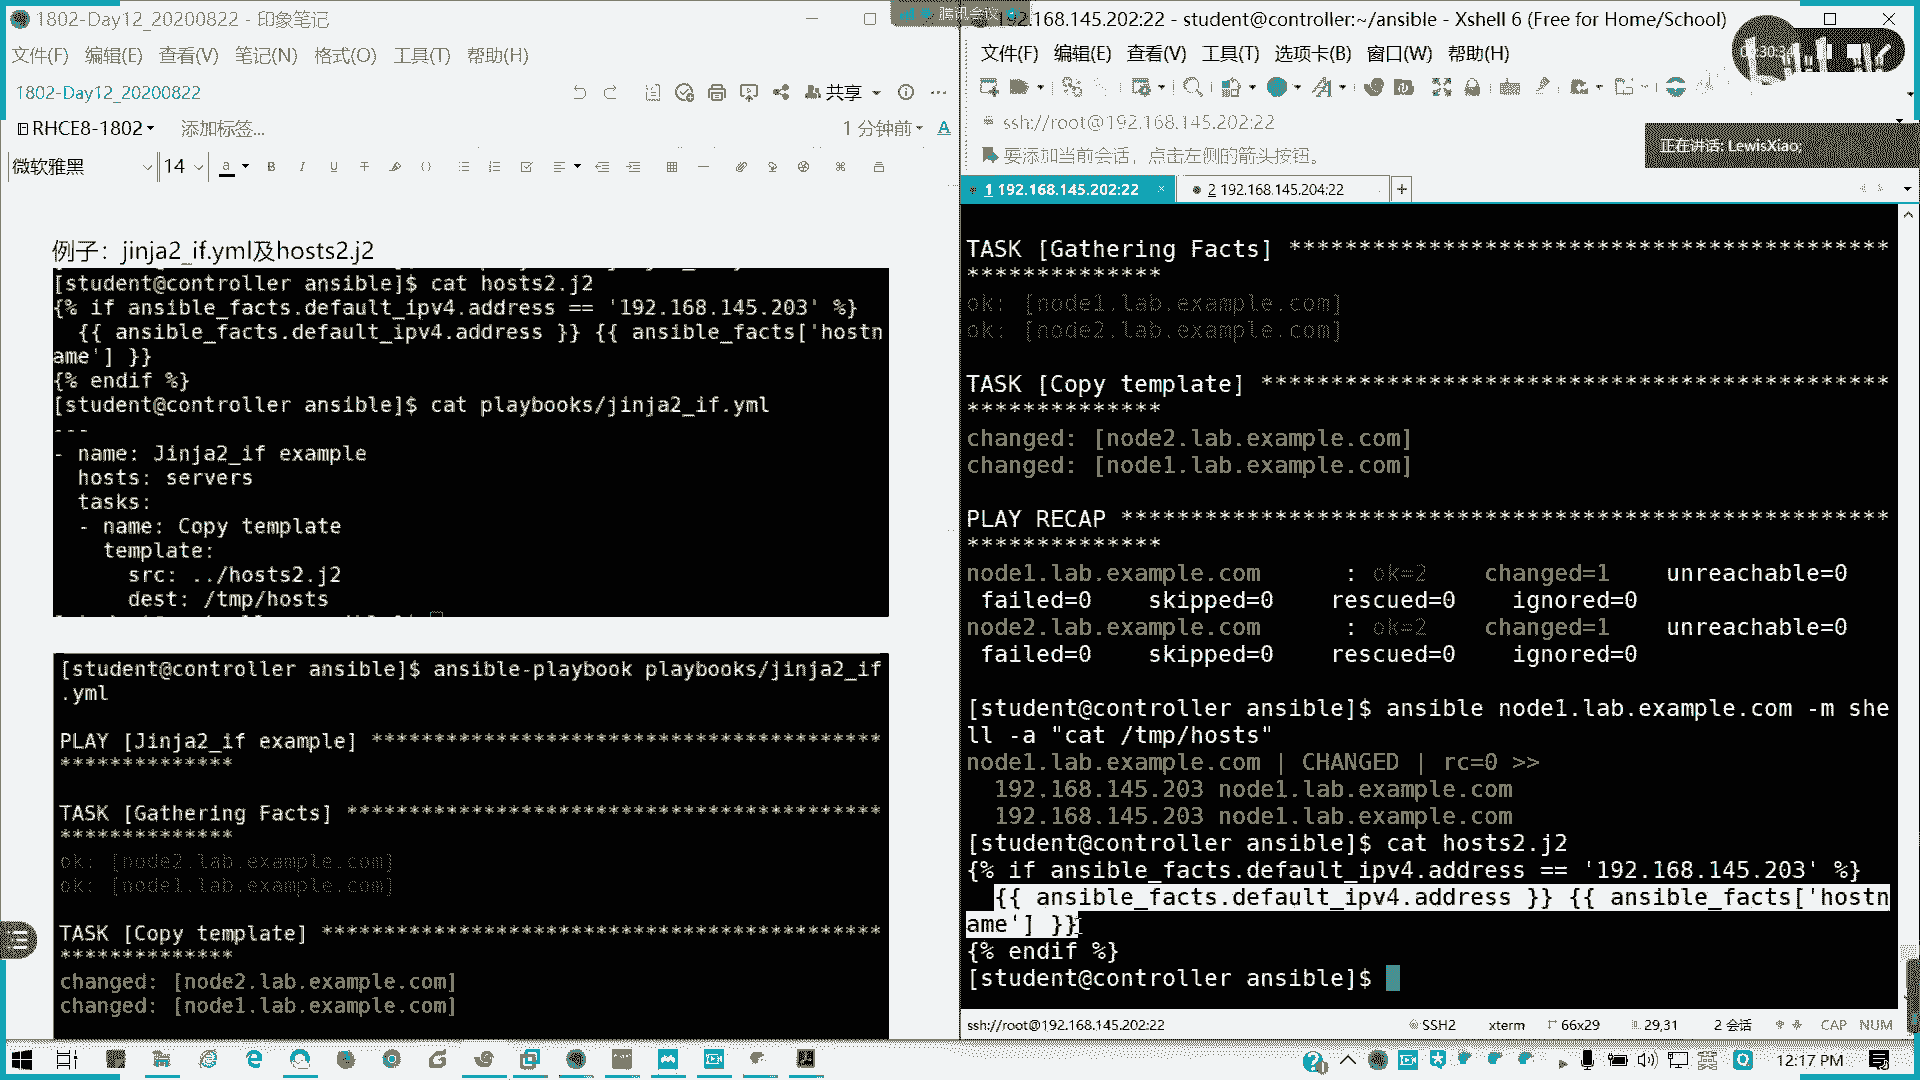 1802-Day12_20200822 - 印象笔记
文件(F) 编辑(E) 查看(V) 笔记(N) 格式(O) 工具(T) 帮助(H)
1802-Day12_20200822
共享
RHCE8-1802
添加标签...
1 分钟前
微软雅黑
14
例子：jinja2_if.yml及hosts2.j2
[student@controller ansible]$ cat hosts2.j2
{% if ansible_facts.default_ipv4.address == '192.168.145.203' %}
{{ ansible_facts.default_ipv4.address }} {{ ansible_facts['hostn
ame'] }}
{% endif %}
[student@controller ansible]$ cat playbooks/jinja2_if.yml
---
- name: Jinja2_if example
hosts: servers
tasks:
- name: Copy template
template:
src: ../hosts2.j2
dest: /tmp/hosts
[student@controller ansible]$ ansible-playbook playbooks/jinja2_if
.yml
PLAY [Jinja2_if example] *****************************************
**************
TASK [Gathering Facts] *******************************************
**************
ok: [node2.lab.example.com]
ok: [node1.lab.example.com]
TASK [Copy template] *********************************************
**************
changed: [node2.lab.example.com]
changed: [node1.lab.example.com]
腾讯会议
192.168.145.202:22 - student@controller:~/ansible - Xshell 6 (Free for Home/School)
文件(F) 编辑(E) 查看(V) 工具(T) 选项卡(B) 窗口(W) 帮助(H)
ssh://root@192.168.145.202:22
要添加当前会话，点击左侧的箭头按钮。
正在讲话: LewisXiao;
1 192.168.145.202:22
2 192.168.145.204:22
TASK [Gathering Facts] *******************************************
**************
ok: [node1.lab.example.com]
ok: [node2.lab.example.com]
TASK [Copy template] *********************************************
**************
changed: [node2.lab.example.com]
changed: [node1.lab.example.com]
PLAY RECAP *******************************************************
**************
node1.lab.example.com : ok=2 changed=1 unreachable=0
failed=0 skipped=0 rescued=0 ignored=0
node2.lab.example.com : ok=2 changed=1 unreachable=0
failed=0 skipped=0 rescued=0 ignored=0
[student@controller ansible]$ ansible node1.lab.example.com -m she
ll -a "cat /tmp/hosts"
node1.lab.example.com | CHANGED | rc=0 >>
192.168.145.203 node1.lab.example.com
192.168.145.203 node1.lab.example.com
[student@controller ansible]$ cat hosts2.j2
{% if ansible_facts.default_ipv4.address == '192.168.145.203' %}
{{ ansible_facts.default_ipv4.address }} {{ ansible_facts['hostn
ame'] }}
{% endif %}
[student@controller ansible]$
ssh://root@192.168.145.202:22 SSH2 xterm 66x29 29,31 2 会话 CAP NUM
12:17 PM